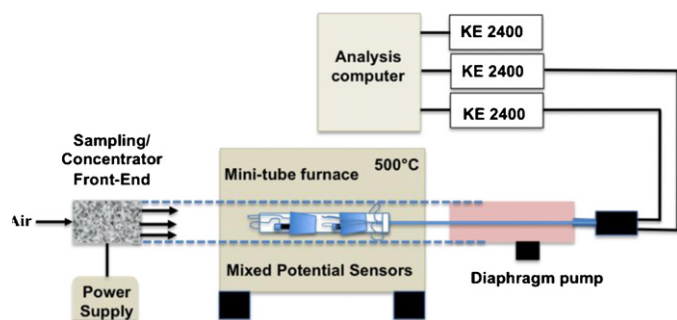 KE 2400
Analysis
computer
KE 2400
KE 2400
Sampling/
Concentrator
Front-End
500°C
Mini-tube furnace
Air
Mixed Potential Sensors
Diaphragm pump
Power
Supply